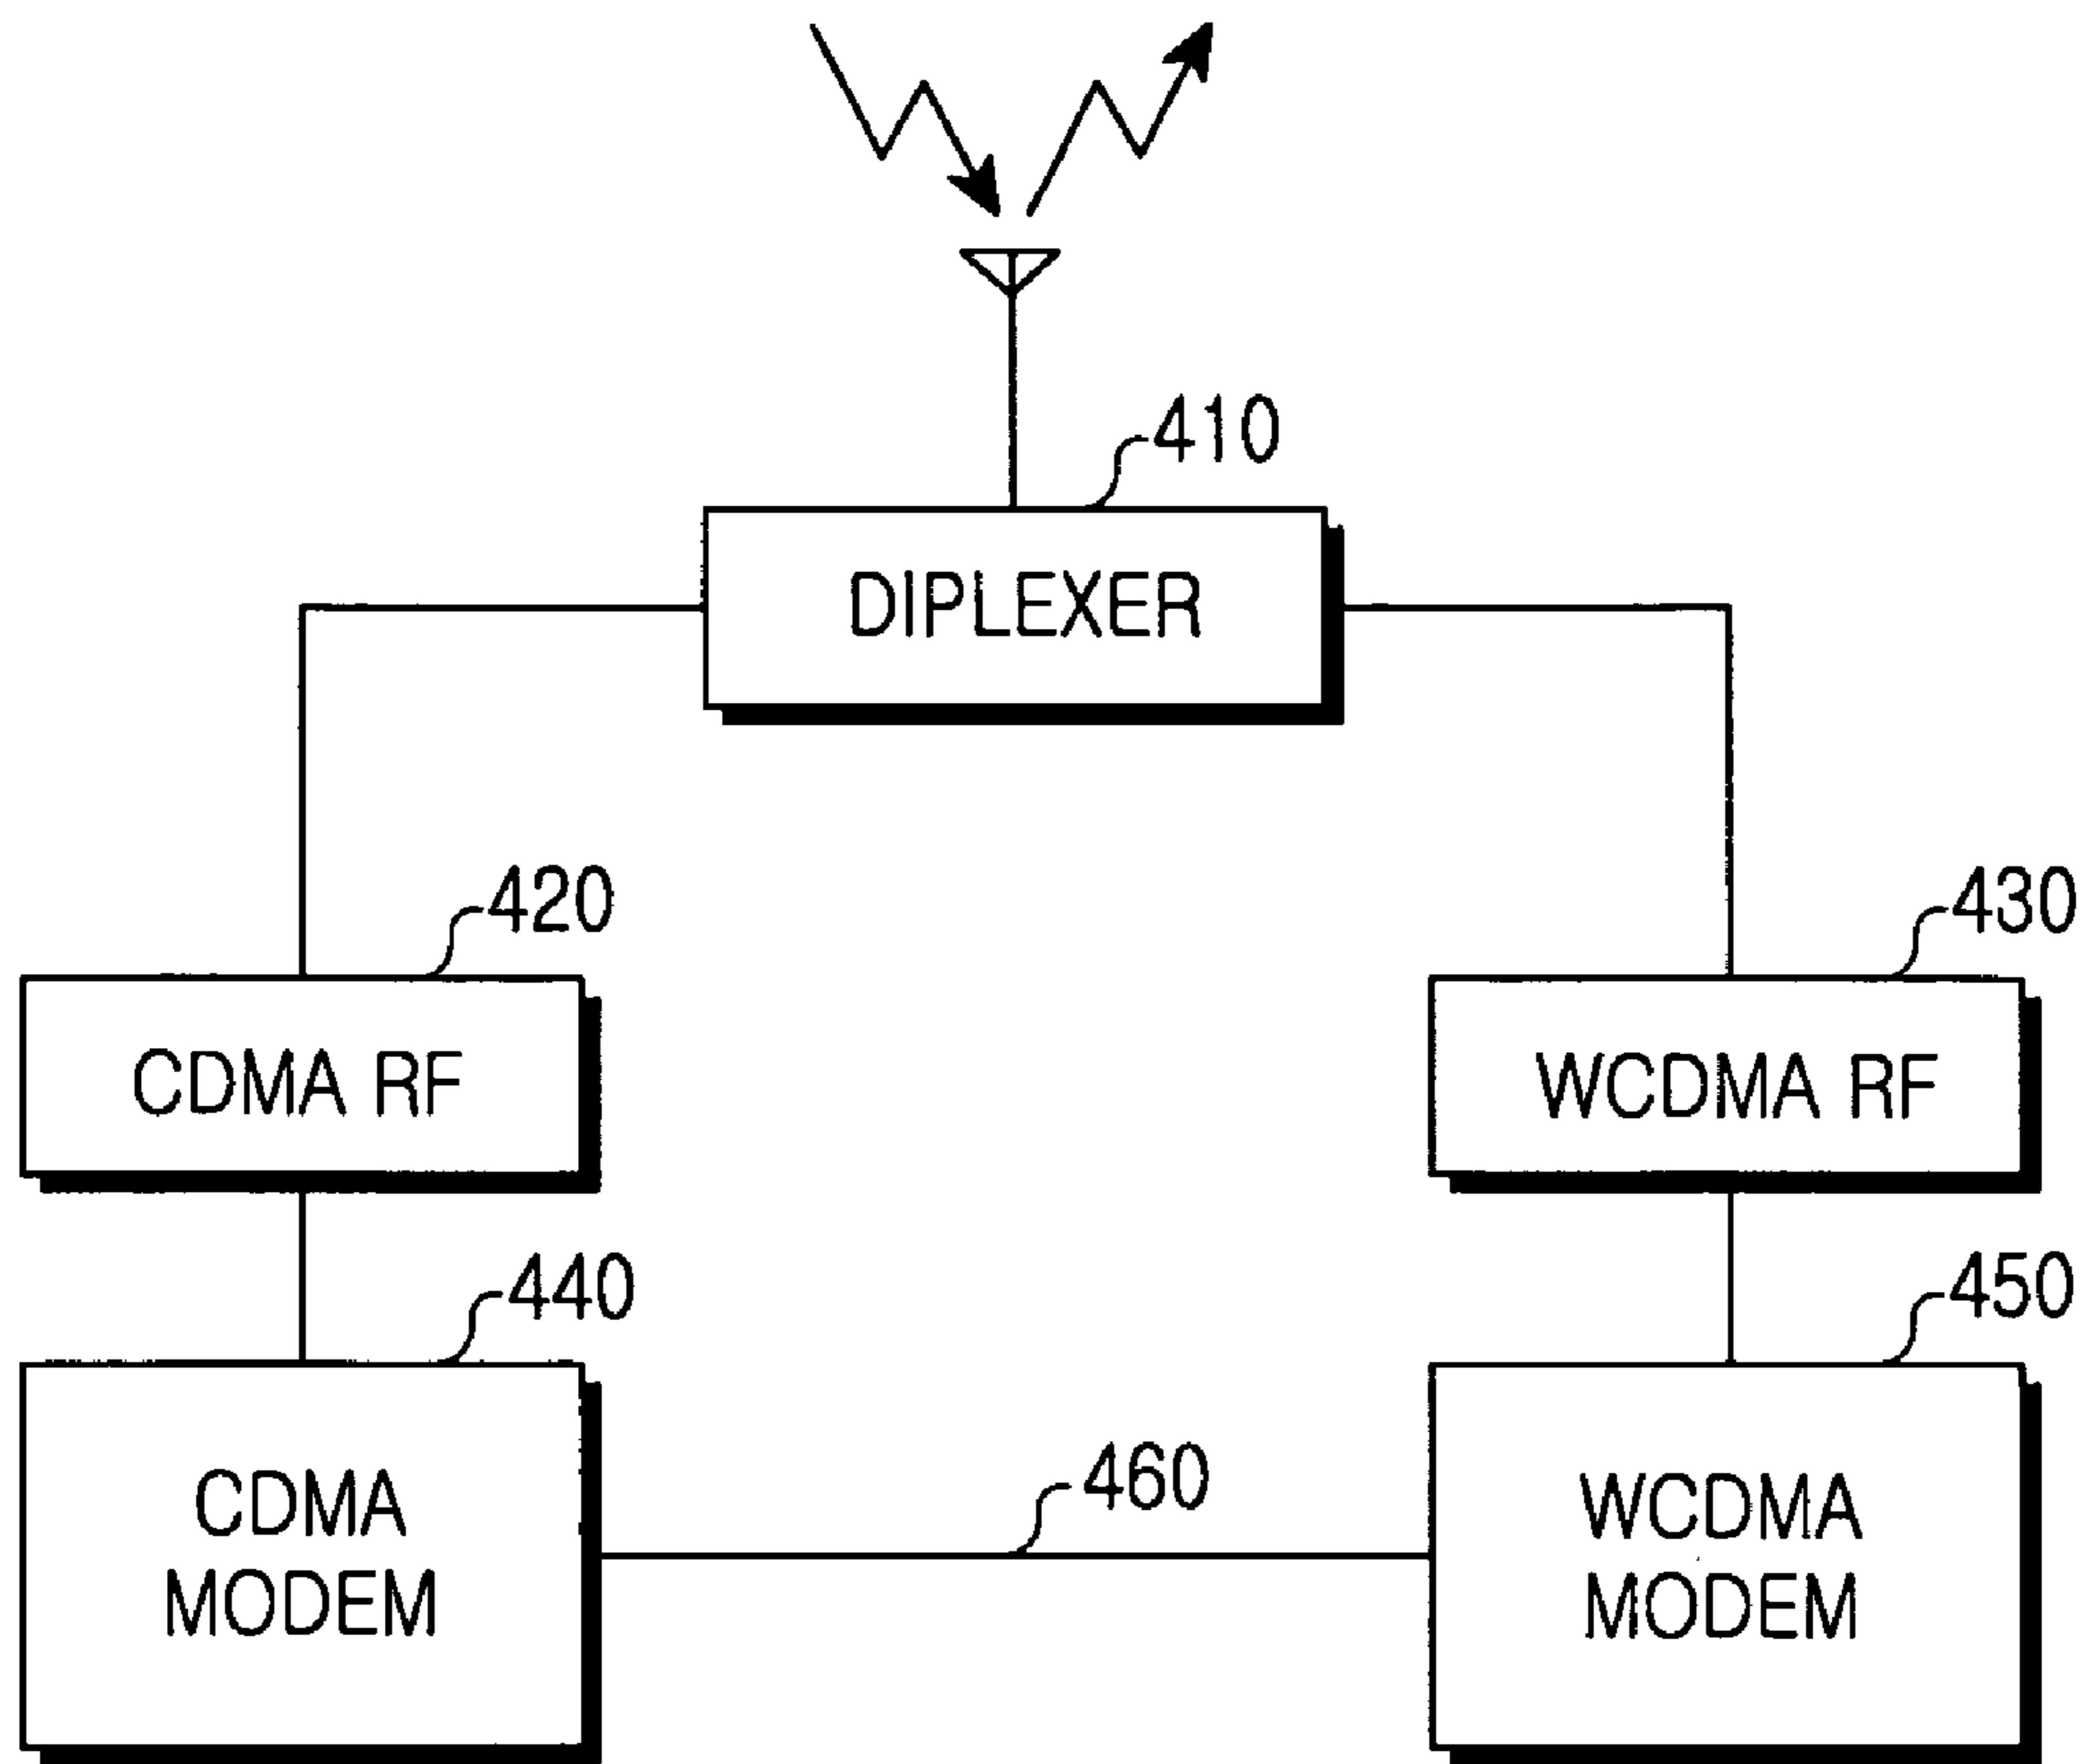 410
DIPLEXER
420
430
CDMA RF
WCDMA RF
440
450
CDMA
MODEM
460
WCDMA
MODEM